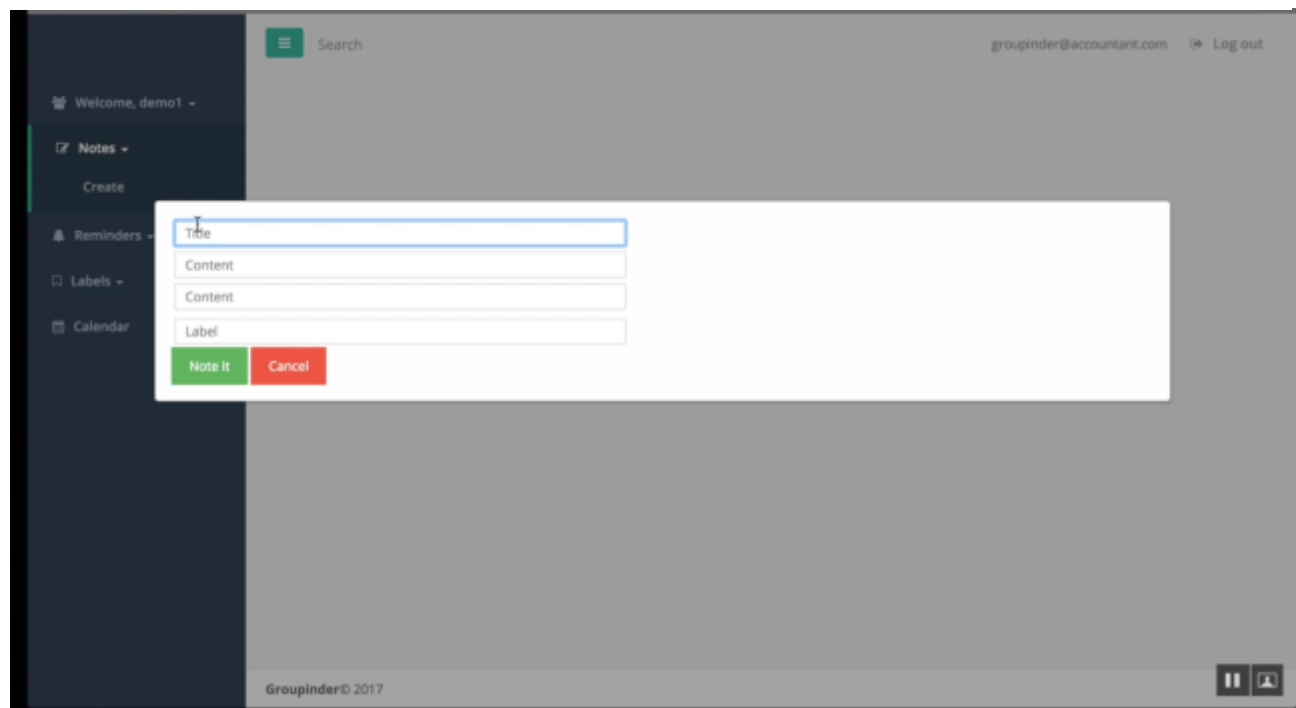 Search
groupinder@accountant.com Log out
Welcome, demo1
Notes
Create
Reminders
Labels
Calendar
Title
Content
Content
Label
Note It Cancel
Groupinder© 2017